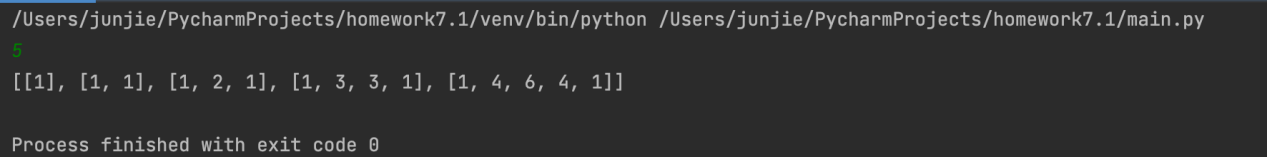 /Users/junjie/PycharmProjects/homework7.1/venv/bin/python /Users/junjie/PycharmProjects/homework7.1/main.py
5
[[1], [1, 1], [1, 2, 1], [1, 3, 3, 1], [1, 4, 6, 4, 1]]
Process finished with exit code 0